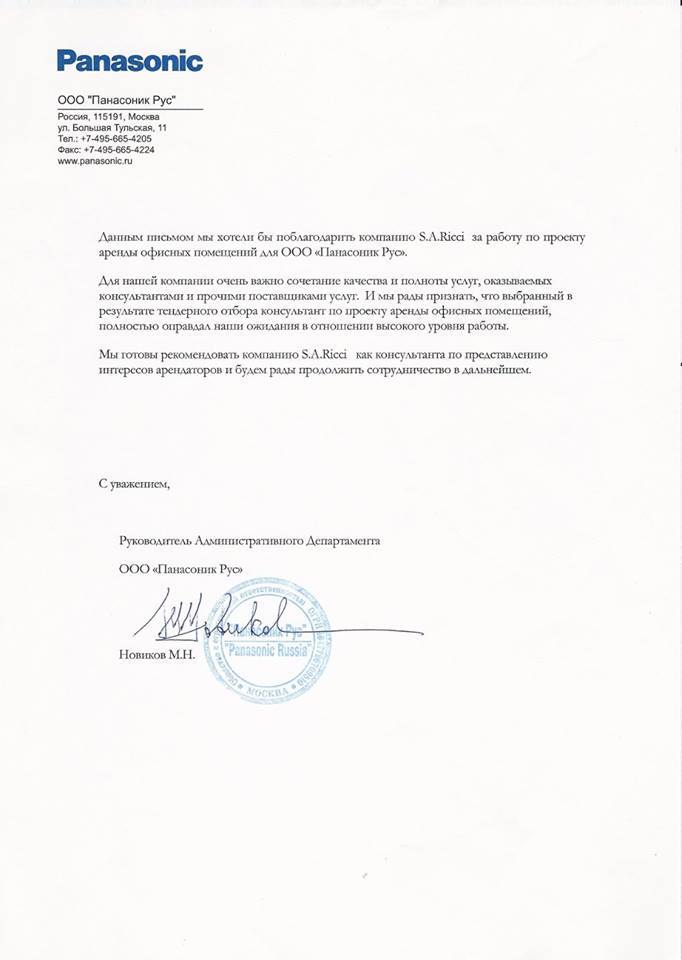 Panasonic
ООО "Панасоник Рус"
Россия, 115191, Москва
ул. Большая Тульская, 11
Тел.: +7-495-665-4205
Факс: +7-495-665-4224
www.panasonic.ru
Данным письмом мы хотели бы поблагодарить компанию S.A.Ricci за работу по проекту
аренды офисных помещений для ООО «Панасоник Рус».
Для нашей компании очень важно сочетание качества и полноты услуг, оказываемых
консультантами и прочими поставщиками услуг. И мы рады признать, что выбранный в
результате тендерного отбора консультант по проекту аренды офисных помещений,
полностью оправдал наши ожидания в отношении высокого уровня работы.
Мы готовы рекомендовать компанию S.A.Ricci как консультанта по представлению
интересов арендаторов и будем рады продолжить сотрудничество в дальнейшем.
С уважением,
Руководитель Административного Департамента
ООО «Панасоник Рус»
Новиков М.Н.
ответственностью ОГРН
Рус"
"Panasonic Russia"
Общество с
* МОСКВА *